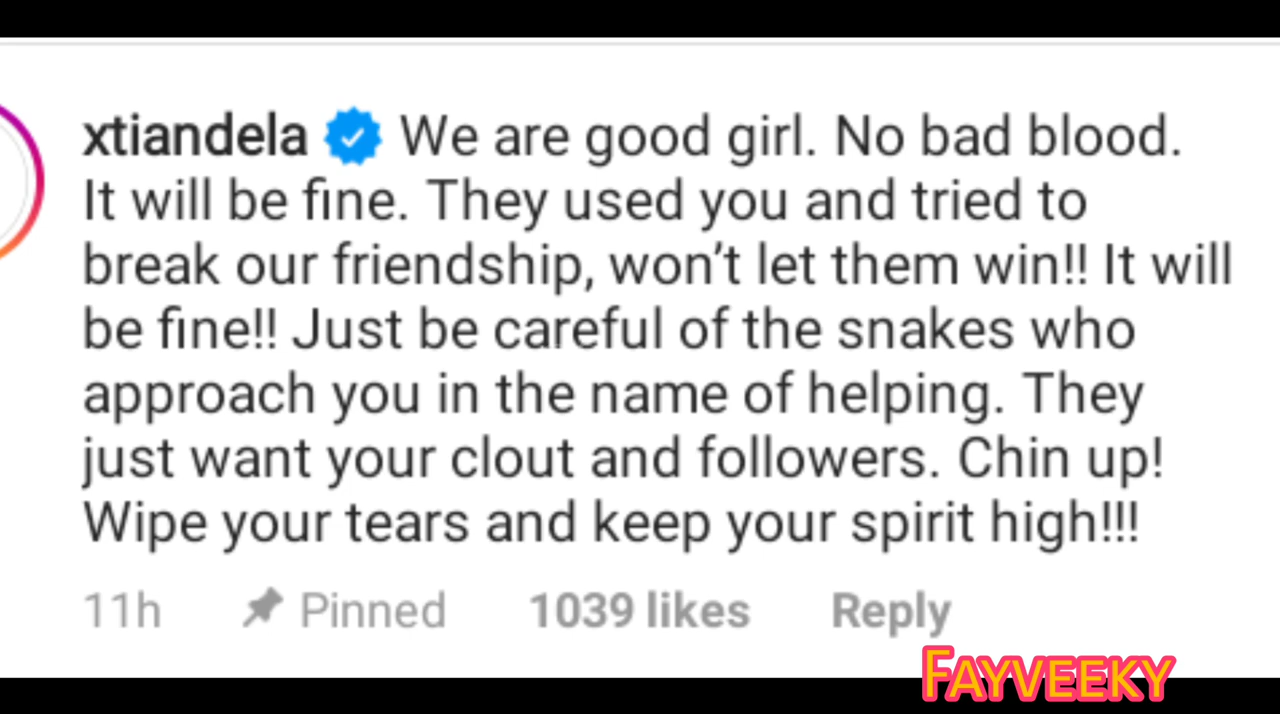 xtiandela We are good girl. No bad blood.
It will be fine. They used you and tried to
break our friendship, won’t let them win!! It will
be fine!! Just be careful of the snakes who
approach you in the name of helping. They
just want your clout and followers. Chin up!
Wipe your tears and keep your spirit high!!!
11h Pinned 1039 likes Reply
FAYVEEKY